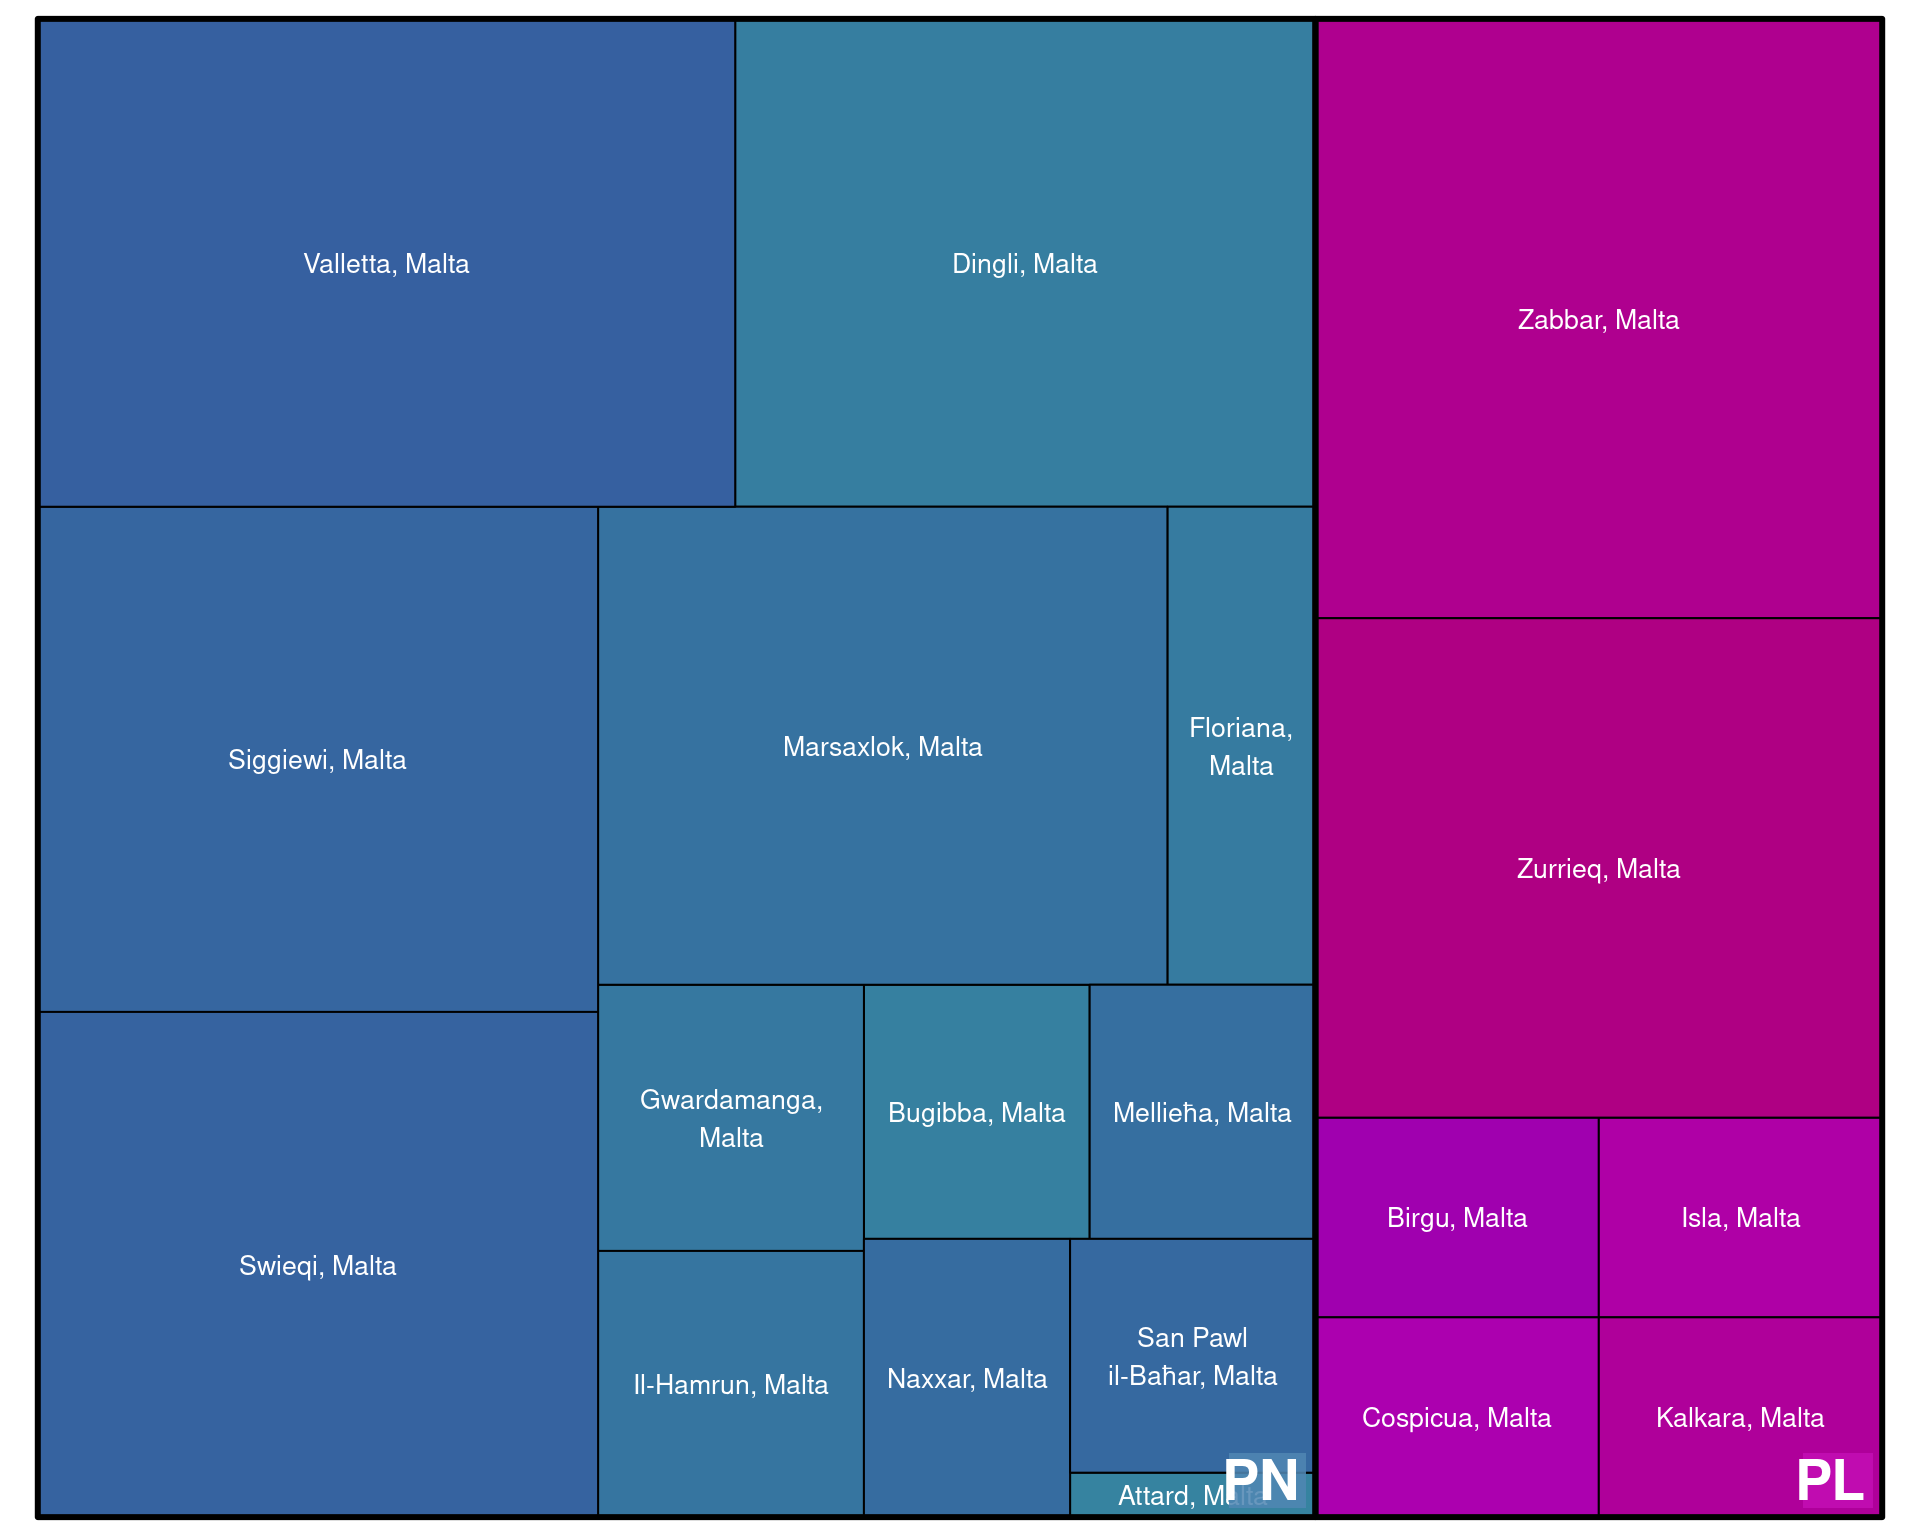 Valletta, Malta
Dingli, Malta
Zabbar, Malta
Siggiewi, Malta
Marsaxlok, Malta
Floriana,
Malta
Zurrieq, Malta
Swieqi, Malta
Gwardamanga,
Malta
Bugibba, Malta
Mellieħa, Malta
Birgu, Malta
Isla, Malta
Il-Hamrun, Malta
Naxxar, Malta
San Pawl
il-Baħar, Malta
Cospicua, Malta
Kalkara, Malta
Attard, Malta
PN
PL